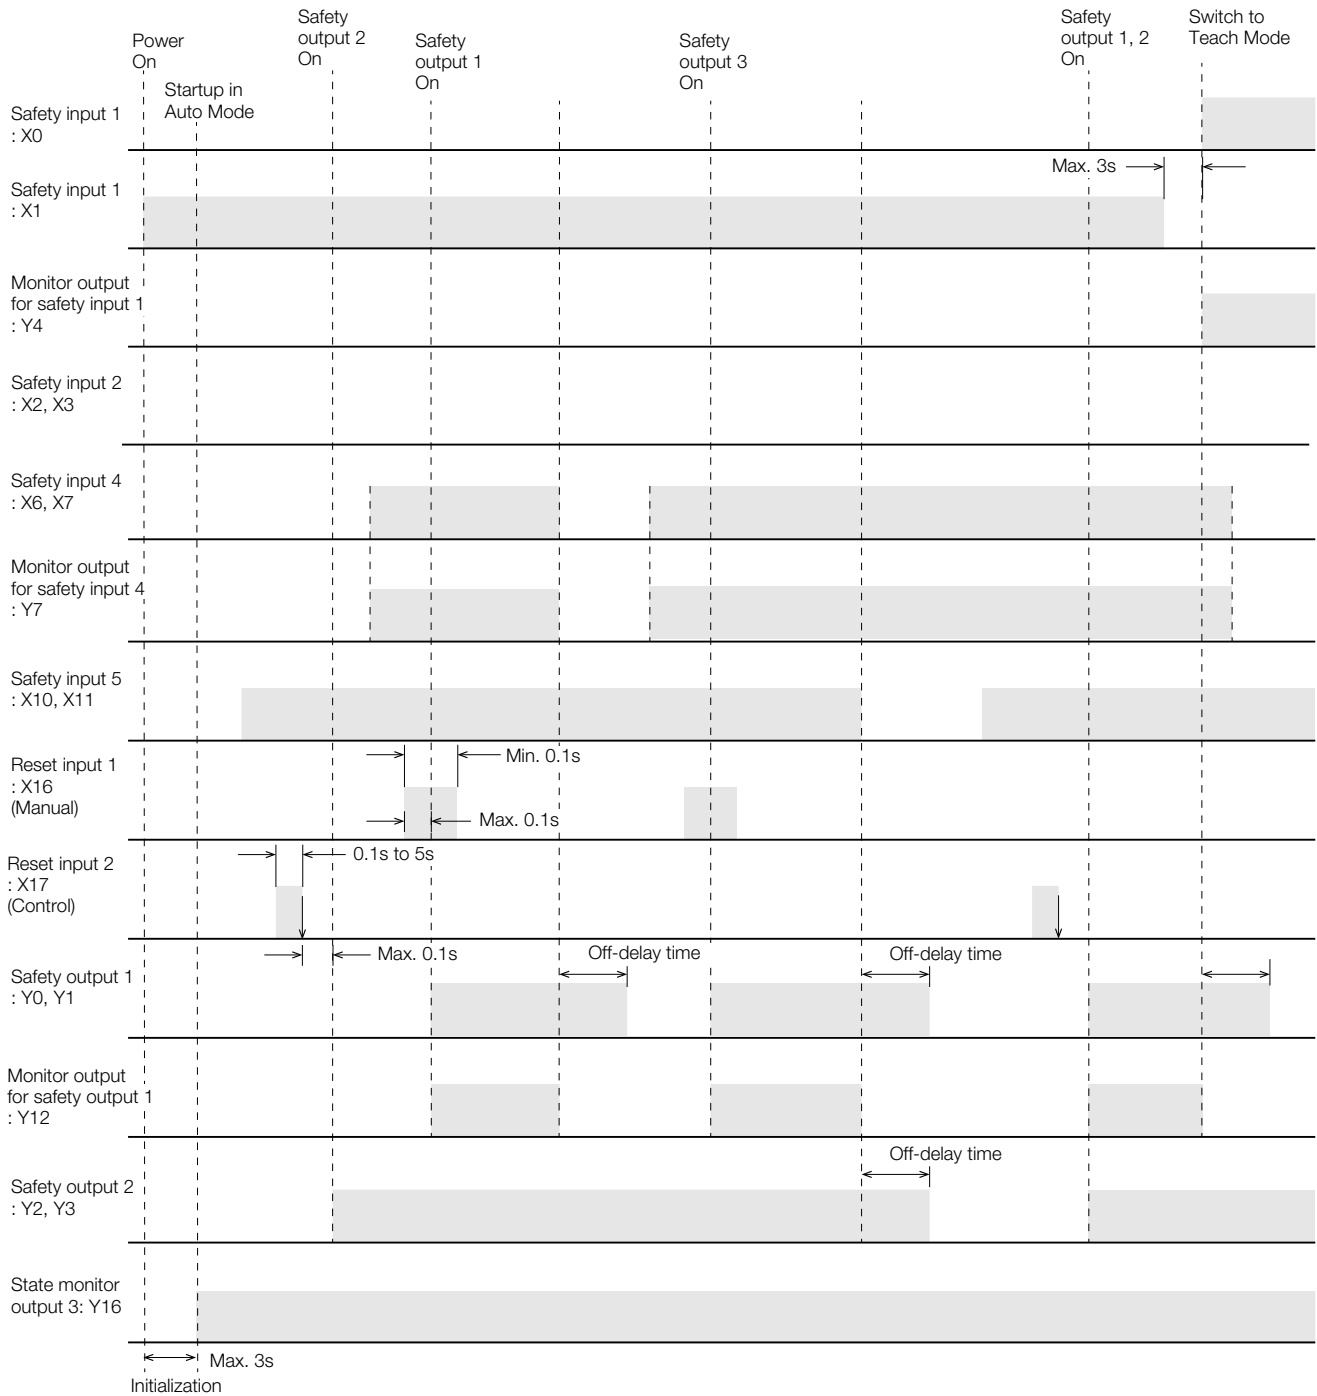 Power
On
Startup in
Auto Mode
Safety
output 2
On
Safety
output 1
On
Safety
output 3
On
Safety
output 1, 2
On
Switch to
Teach Mode
Safety input 1
: X0
Max. 3s
Safety input 1
: X1
Monitor output
for safety input 1
: Y4
Safety input 2
: X2, X3
Safety input 4
: X6, X7
Monitor output
for safety input 4
: Y7
Safety input 5
: X10, X11
Reset input 1
: X16
(Manual)
Min. 0.1s
Max. 0.1s
Reset input 2
: X17
(Control)
0.1s to 5s
Max. 0.1s
Off-delay time
Off-delay time
Safety output 1
: Y0, Y1
Monitor output
for safety output 1
: Y12
Off-delay time
Safety output 2
: Y2, Y3
State monitor
output 3: Y16
Max. 3s
Initialization